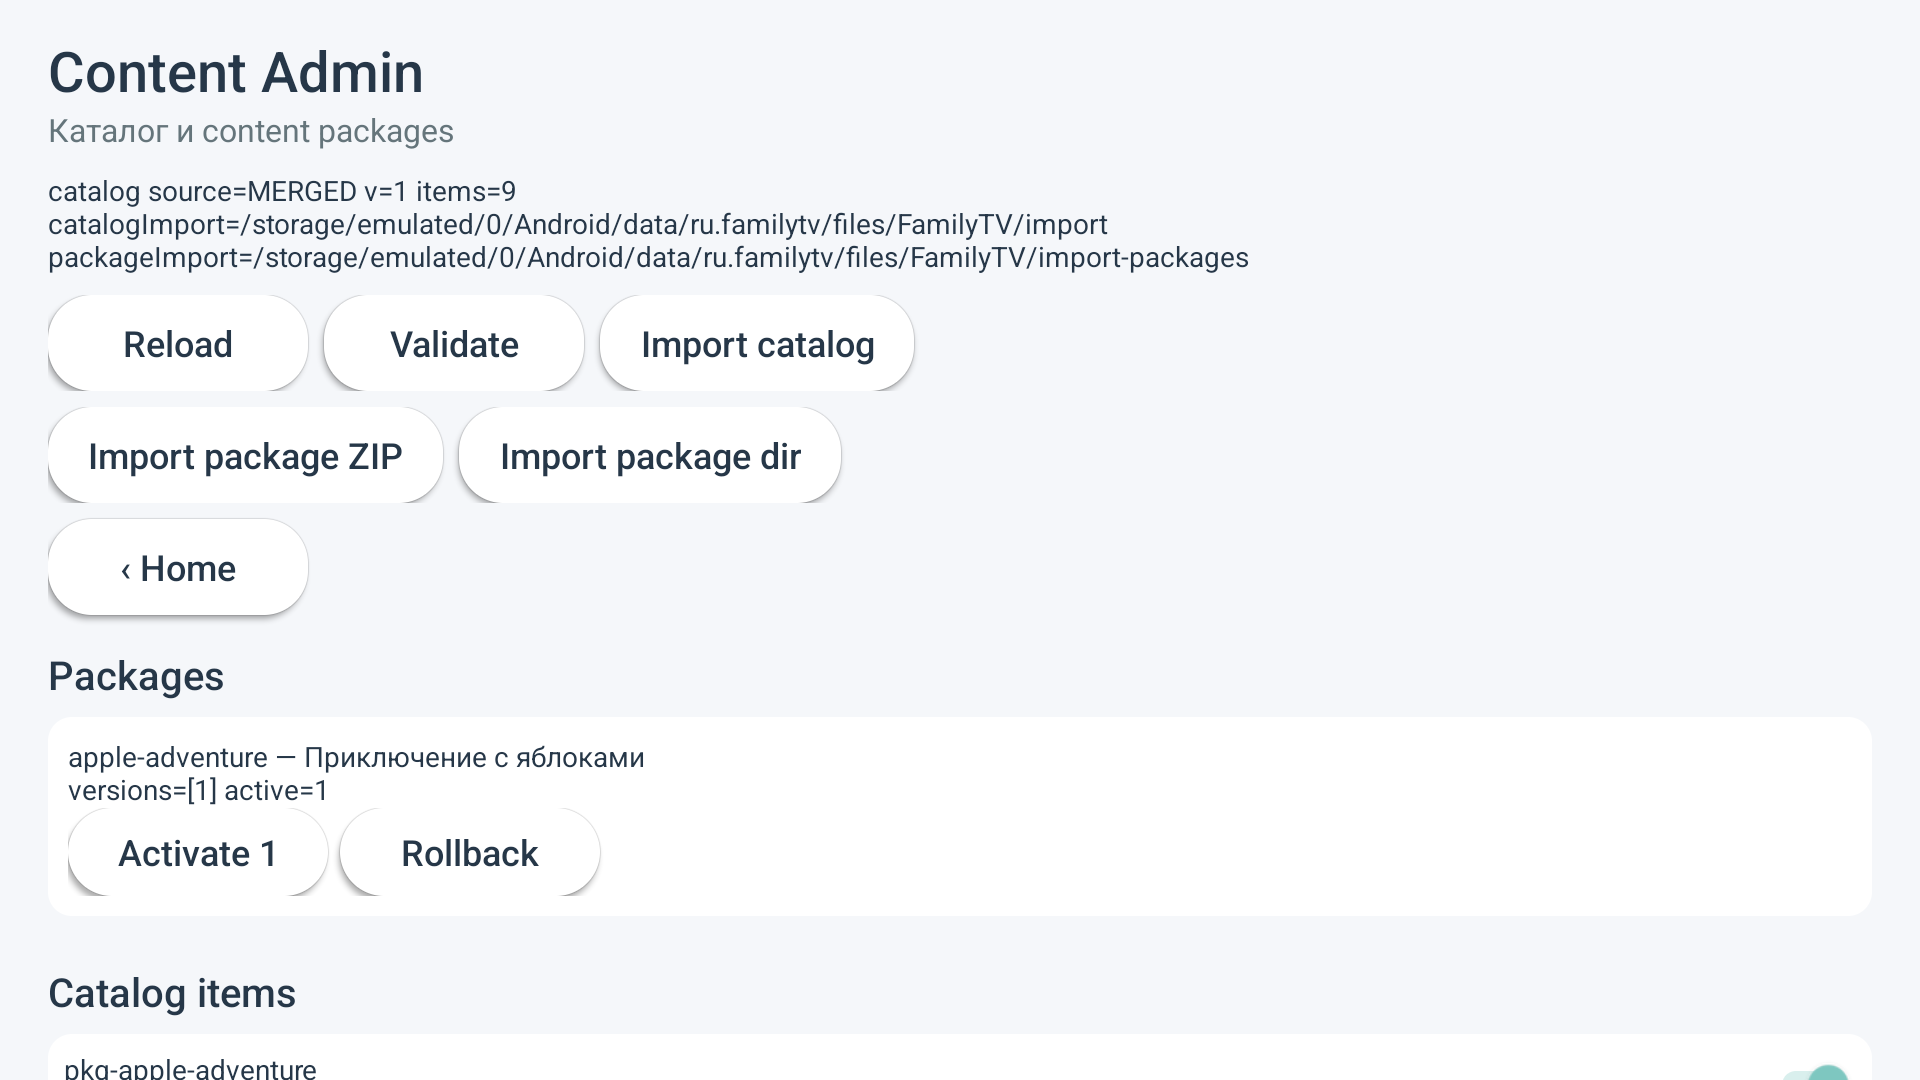 Content Admin
Каталог и content packages
catalog source=MERGED v=1 items=9
catalogImport=/storage/emulated/0/Android/data/ru.familytv/files/FamilyTV/import
packageImport=/storage/emulated/0/Android/data/ru.familytv/files/FamilyTV/import-packages
Reload Validate Import catalog
Import package ZIP Import package dir
‹ Home
Packages
apple-adventure — Приключение с яблоками
versions=[1] active=1
Activate 1 Rollback
Catalog items
pkg-apple-adventure